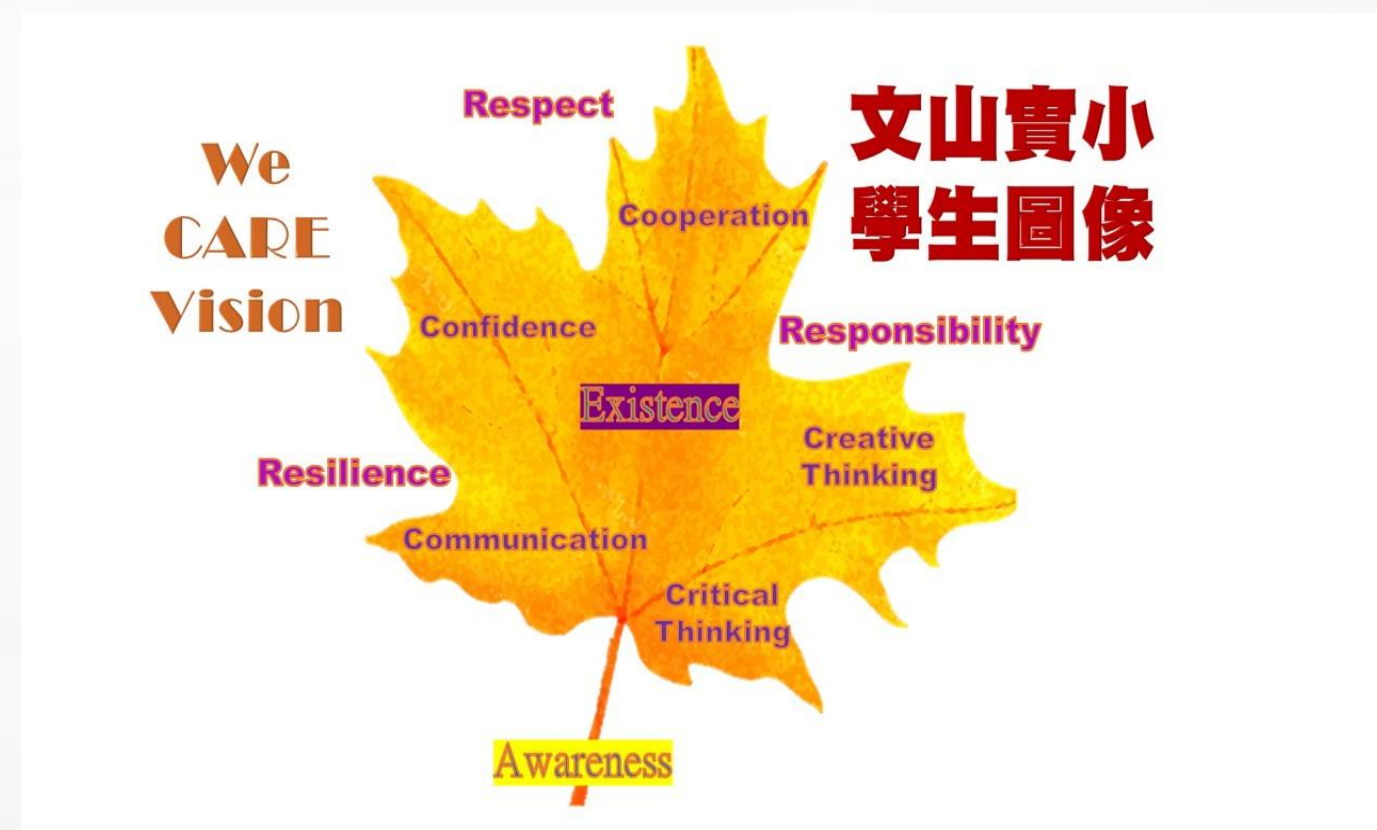 We
CARE
Vision
文山實小
學生圖像
Respect
Cooperation
Confidence
Responsibility
Existence
Creative
Thinking
Resilience
Communication
Critical
Thinking
Awareness